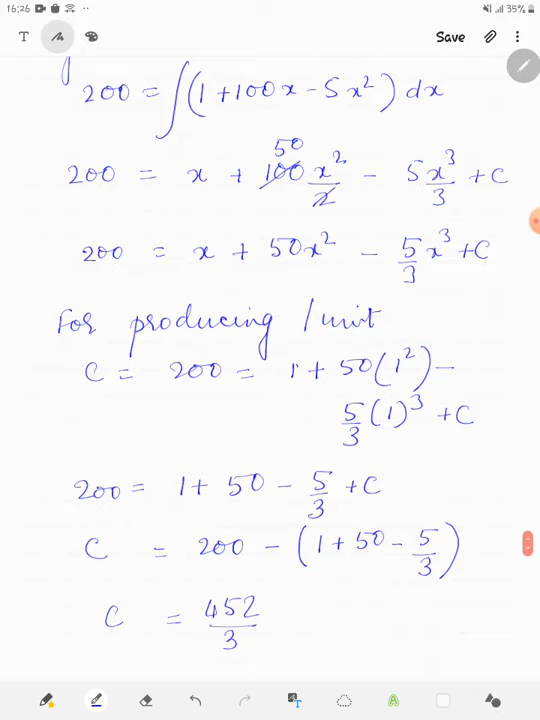 16:26 35%
T Save
200 = ∫(1+100x - 5x²) dx
50
200 = x + 100 x²/2 - 5x³/3 + C
200 = x + 50x² - 5/3 x³ + C
For producing 1 unit
C = 200 = 1 + 50(1²) -
5/3 (1)³ + C
200 = 1 + 50 - 5/3 + C
C = 200 - (1 + 50 - 5/3)
C = 452/3
T A